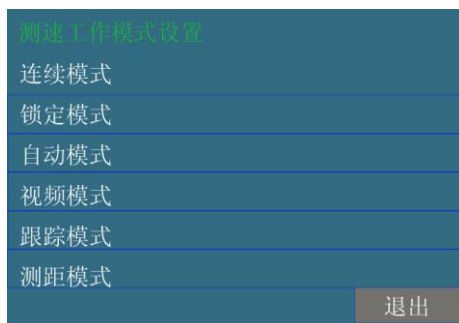 测速工作模式设置
连续模式
锁定模式
自动模式
视频模式
跟踪模式
测距模式
退出